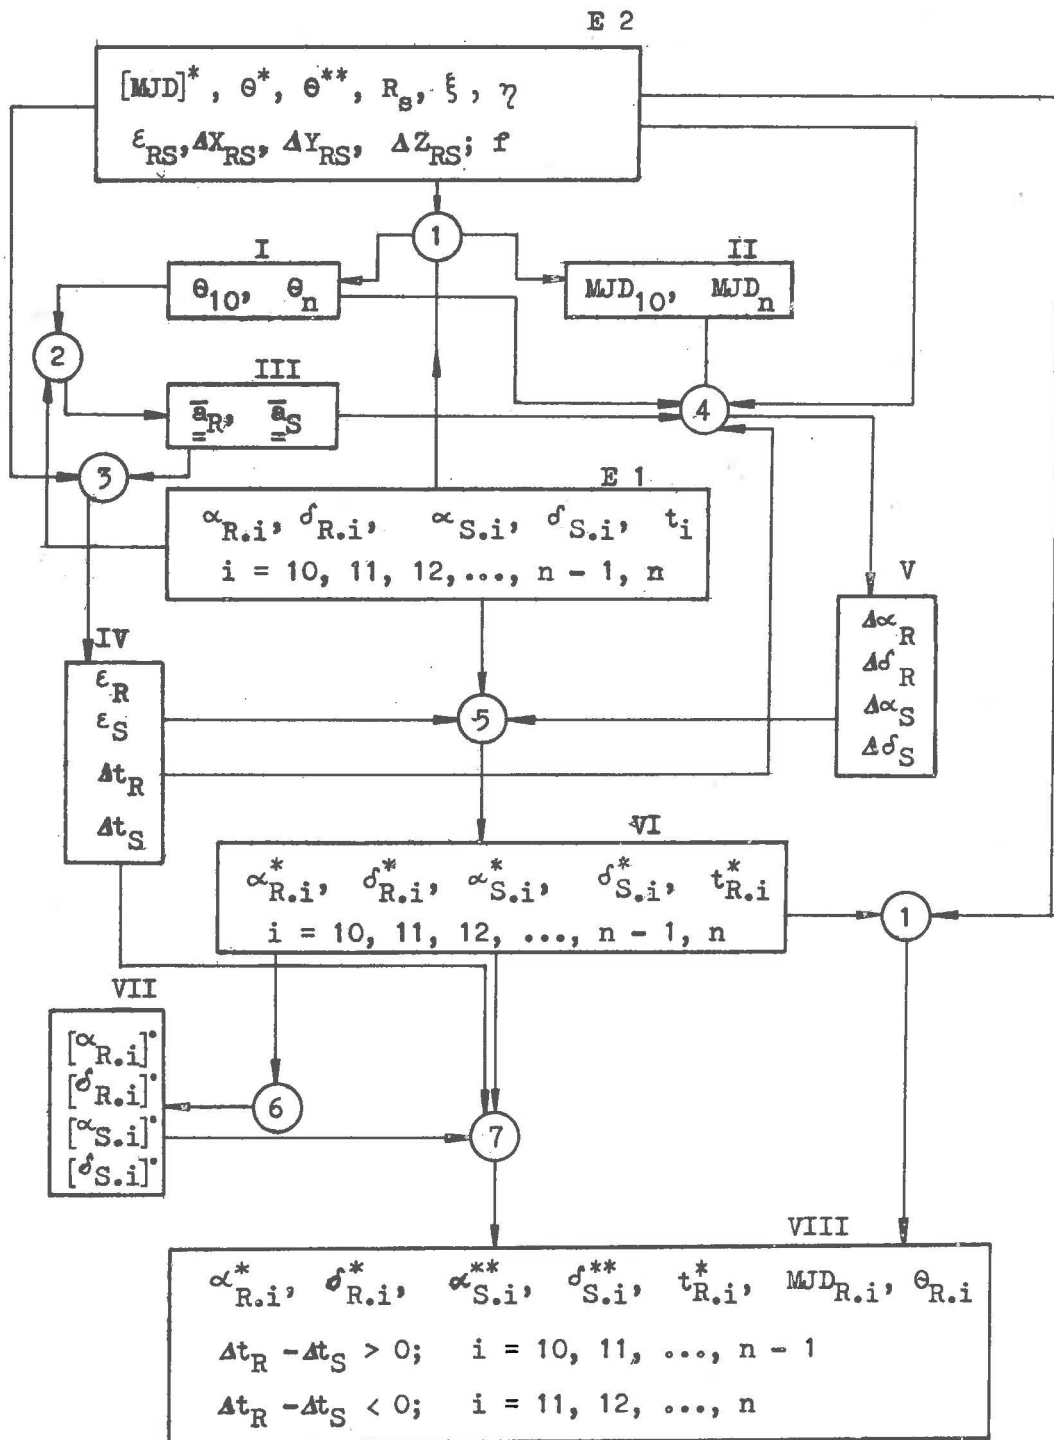 E 2
[MJD]*, Θ*, Θ**, R_S, ξ, η
ε_RS, ΔX_RS, ΔY_RS, ΔZ_RS; f
1
I
Θ_10, Θ_n
II
MJD_10, MJD_n
2
III
a̅_R, a̅_S
4
3
E 1
α_R.i, δ_R.i, α_S.i, δ_S.i, t_i
i = 10, 11, 12,..., n - 1, n
V
Δα_R
Δδ_R
Δα_S
Δδ_S
IV
ε_R
ε_S
Δt_R
Δt_S
5
VI
α*_R.i, δ*_R.i, α*_S.i, δ*_S.i, t*_R.i
i = 10, 11, 12, ..., n - 1, n
1
VII
[α_R.i]•
[δ_R.i]•
[α_S.i]•
[δ_S.i]•
6
7
VIII
α*_R.i, δ*_R.i, α**_S.i, δ**_S.i, t*_R.i, MJD_R.i, Θ_R.i
Δt_R - Δt_S > 0; i = 10, 11, ..., n - 1
Δt_R - Δt_S < 0; i = 11, 12, ..., n